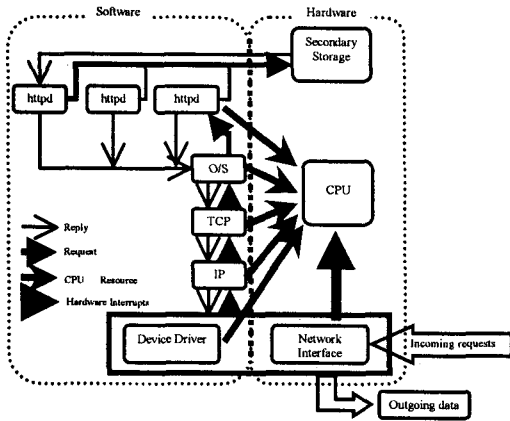 Software
Hardware
Secondary
Storage
httpd
httpd
httpd
O/S
CPU
TCP
Reply
Request
IP
CPU Resource
Hardware Interrupts
Device Driver
Network
Interface
Incoming requests
Outgoing data